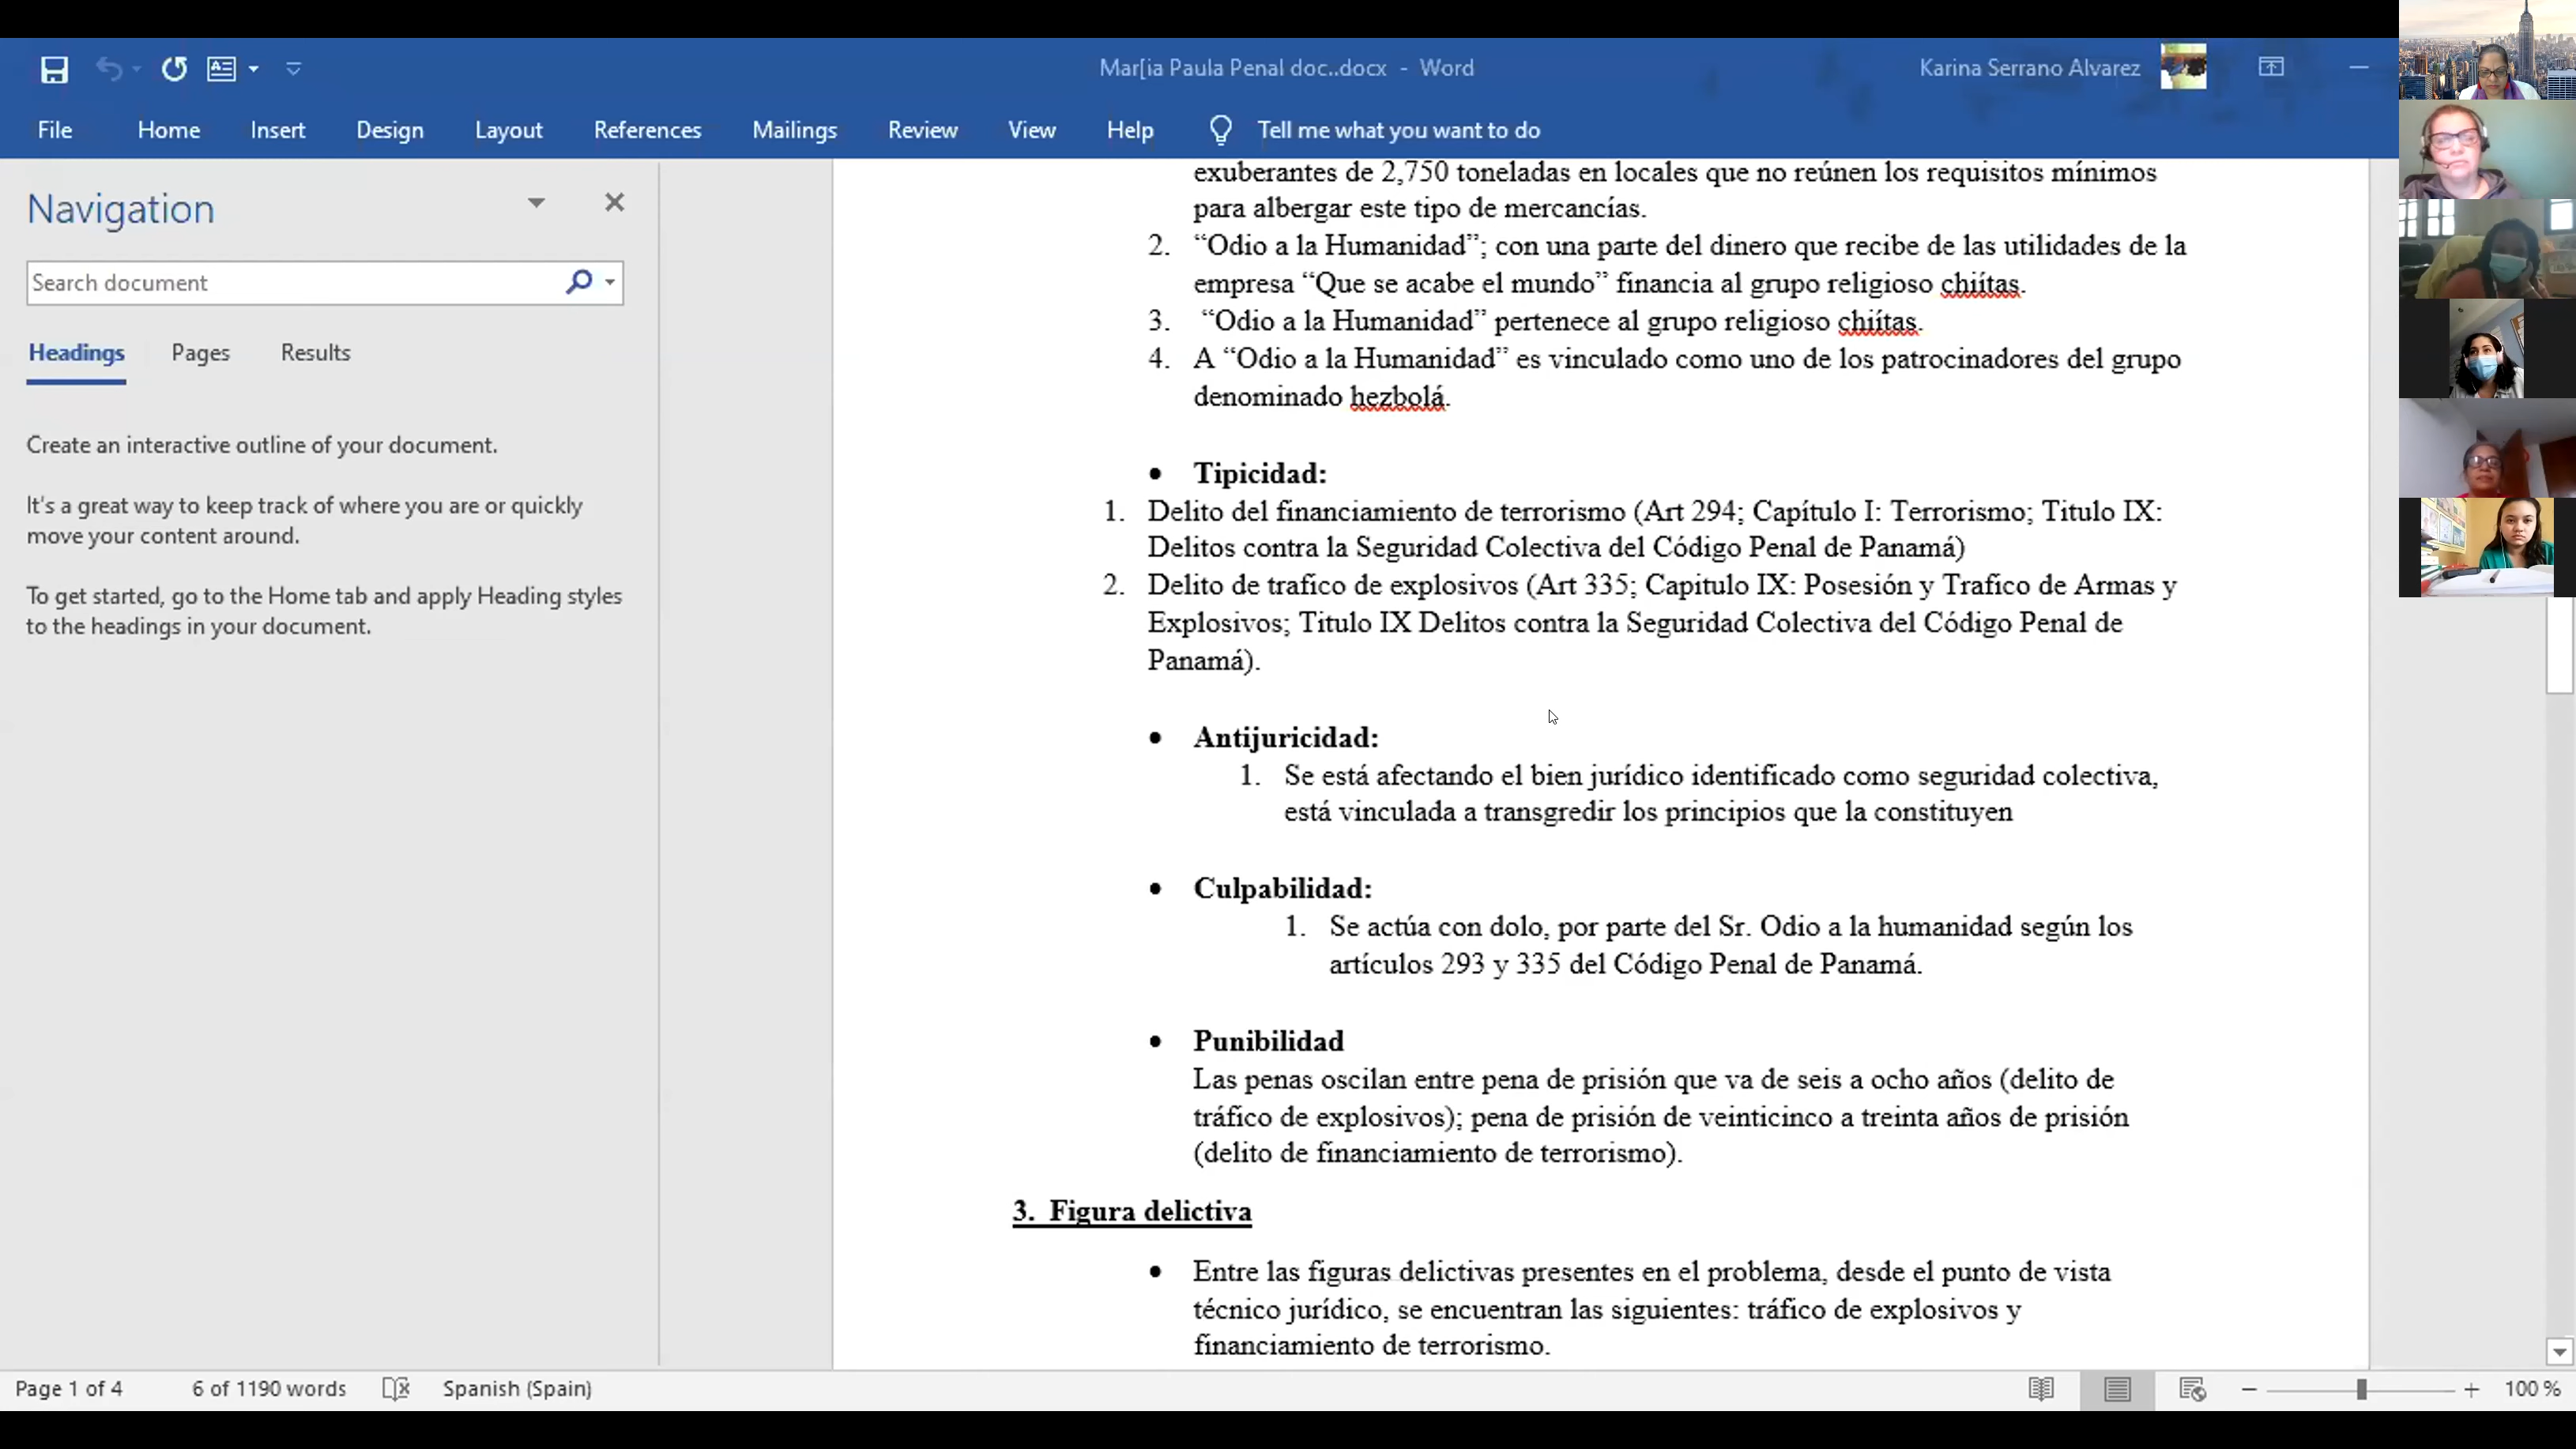 Mar[ia Paula Penal doc..docx - Word
Karina Serrano Alvarez
File Home Insert Design Layout References Mailings Review View Help Tell me what you want to do
Navigation
Search document
Headings Pages Results
Create an interactive outline of your document.
It's a great way to keep track of where you are or quickly
move your content around.
To get started, go to the Home tab and apply Heading styles
to the headings in your document.
exuberantes de 2,750 toneladas en locales que no reúnen los requisitos mínimos
para albergar este tipo de mercancías.
2. “Odio a la Humanidad”; con una parte del dinero que recibe de las utilidades de la
empresa “Que se acabe el mundo” financia al grupo religioso chiítas.
3. “Odio a la Humanidad” pertenece al grupo religioso chiítas.
4. A “Odio a la Humanidad” es vinculado como uno de los patrocinadores del grupo
denominado hezbolá.
• Tipicidad:
1. Delito del financiamiento de terrorismo (Art 294; Capítulo I: Terrorismo; Titulo IX:
Delitos contra la Seguridad Colectiva del Código Penal de Panamá)
2. Delito de trafico de explosivos (Art 335; Capitulo IX: Posesión y Trafico de Armas y
Explosivos; Titulo IX Delitos contra la Seguridad Colectiva del Código Penal de
Panamá).
• Antijuricidad:
1. Se está afectando el bien jurídico identificado como seguridad colectiva,
está vinculada a transgredir los principios que la constituyen
• Culpabilidad:
1. Se actúa con dolo, por parte del Sr. Odio a la humanidad según los
artículos 293 y 335 del Código Penal de Panamá.
• Punibilidad
Las penas oscilan entre pena de prisión que va de seis a ocho años (delito de
tráfico de explosivos); pena de prisión de veinticinco a treinta años de prisión
(delito de financiamiento de terrorismo).
3. Figura delictiva
• Entre las figuras delictivas presentes en el problema, desde el punto de vista
técnico jurídico, se encuentran las siguientes: tráfico de explosivos y
financiamiento de terrorismo.
Page 1 of 4 6 of 1190 words Spanish (Spain) 100 %